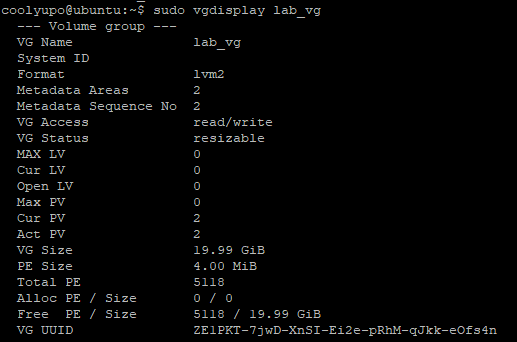 coolyupo@ubuntu:~$ sudo vgdisplay lab_vg
--- Volume group ---
VG Name lab_vg
System ID
Format lvm2
Metadata Areas 2
Metadata Sequence No 2
VG Access read/write
VG Status resizable
MAX LV 0
Cur LV 0
Open LV 0
Max PV 0
Cur PV 2
Act PV 2
VG Size 19.99 GiB
PE Size 4.00 MiB
Total PE 5118
Alloc PE / Size 0 / 0
Free PE / Size 5118 / 19.99 GiB
VG UUID ZE1PKT-7jwD-XnSI-Ei2e-pRhM-qJkk-eOfs4n